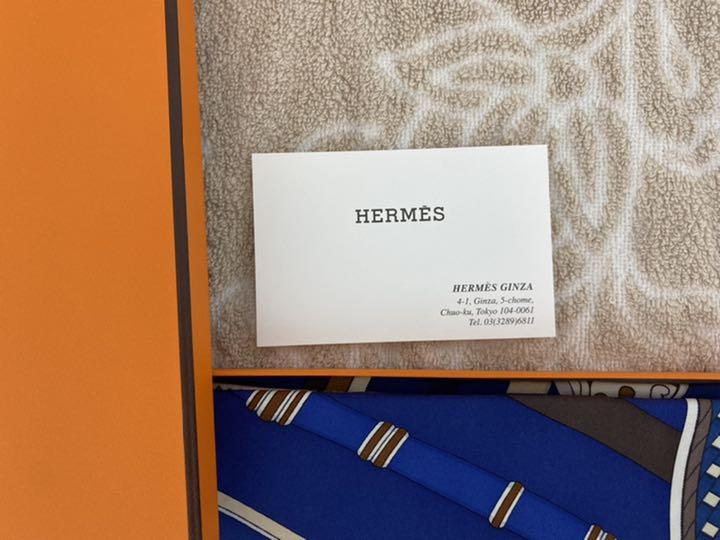 HERMÈS
HERMÈS GINZA
4-1, Ginza, 5-chome,
Chuo-ku, Tokyo 104-0061
Tel. 03(3289)6811